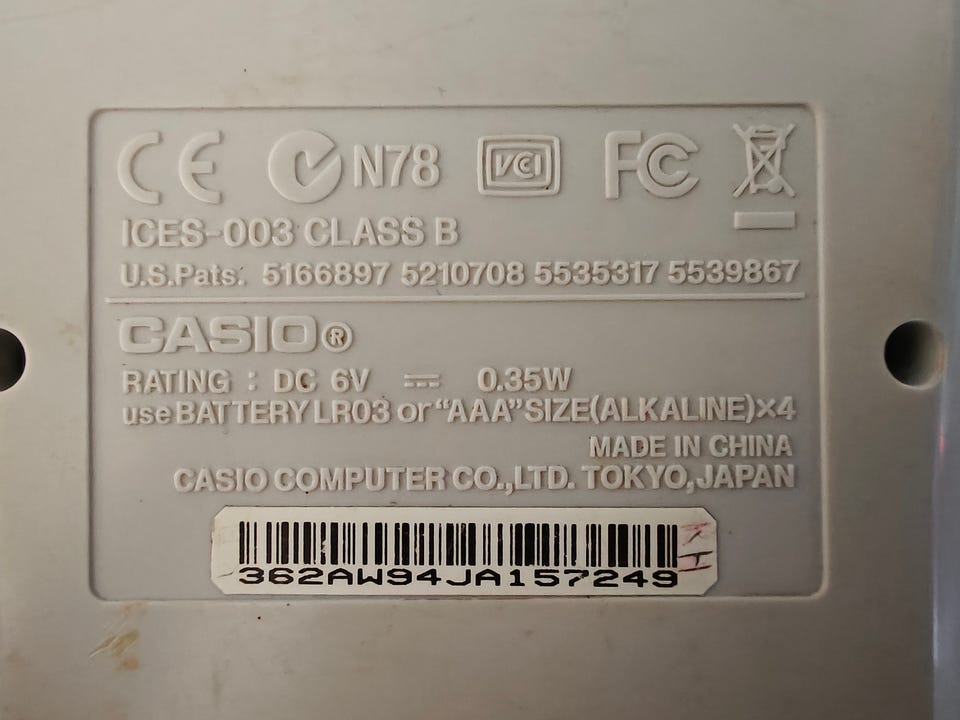 CE N78 VCI FC
ICES-003 CLASS B
U.S.Pats. 5166897 5210708 5535317 5539867
CASIO®
RATING : DC 6V ⎓ 0.35W
use BATTERY LR03 or "AAA" SIZE(ALKALINE)×4
MADE IN CHINA
CASIO COMPUTER CO.,LTD. TOKYO,JAPAN
362AW94JA157249